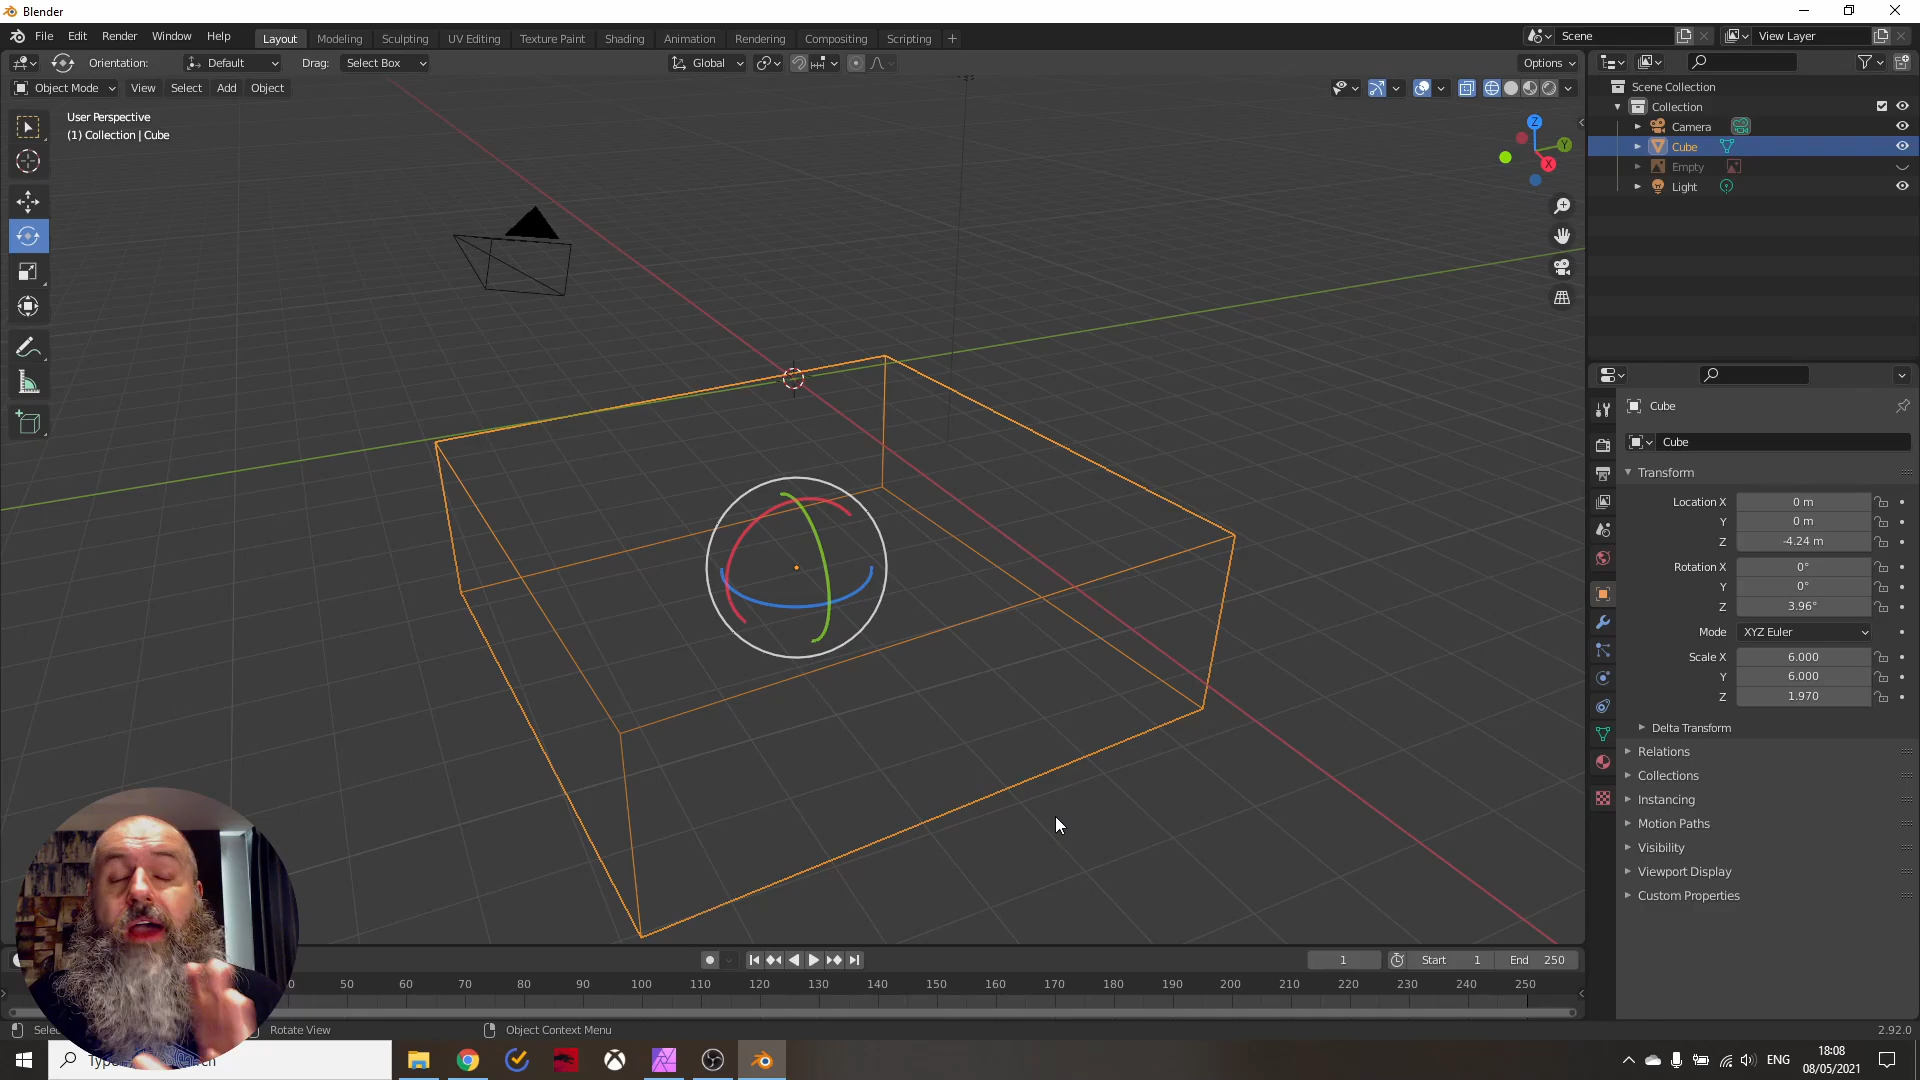 Blender
File Edit Render Window Help
Layout Modeling Sculpting UV Editing Texture Paint Shading Animation Rendering Compositing Scripting +
Scene
View Layer
Orientation: Default Drag: Select Box
Global
Options
Object Mode View Select Add Object
User Perspective
(1) Collection | Cube
Z
Y
X
Scene Collection
Collection
Camera
Cube
Empty
Light
Cube
Cube
Transform
Location X 0 m
Y 0 m
Z -4.24 m
Rotation X 0°
Y 0°
Z 3.96°
Mode XYZ Euler
Scale X 6.000
Y 6.000
Z 1.970
Delta Transform
Relations
Collections
Instancing
Motion Paths
Visibility
Viewport Display
Custom Properties
1 Start 1 End 250
50 60 70 80 90 100 110 120 130 140 150 160 170 180 190 200 210 220 230 240 250
Rotate View
Object Context Menu
2.92.0
ENG
18:08
08/05/2021